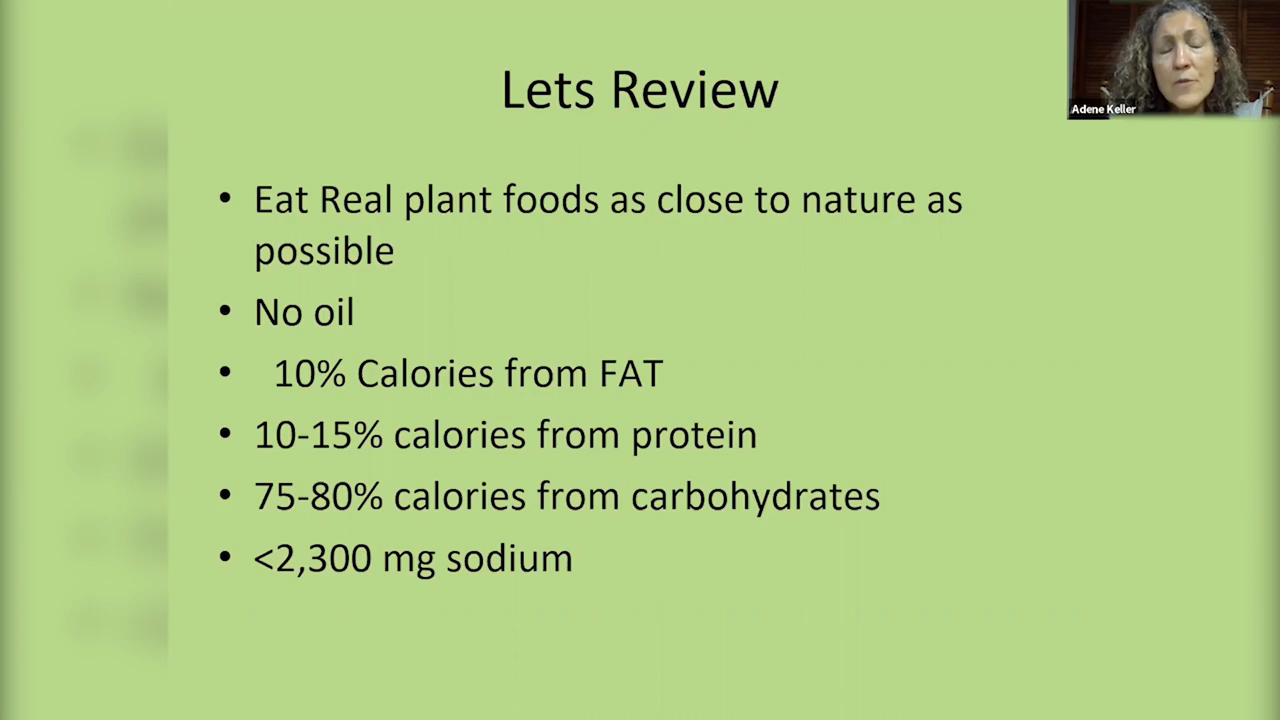 Lets Review
Adene Keller
• Eat Real plant foods as close to nature as
possible
• No oil
• 10% Calories from FAT
• 10-15% calories from protein
• 75-80% calories from carbohydrates
• <2,300 mg sodium